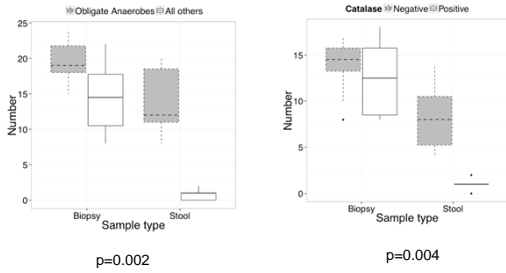 Obligate Anaerobes All others
25
20
15
10
5
0
Number
Biopsy Stool
Sample type
p=0.002
Catalase Negative Positive
15
10
5
0
Number
Biopsy Stool
Sample type
p=0.004